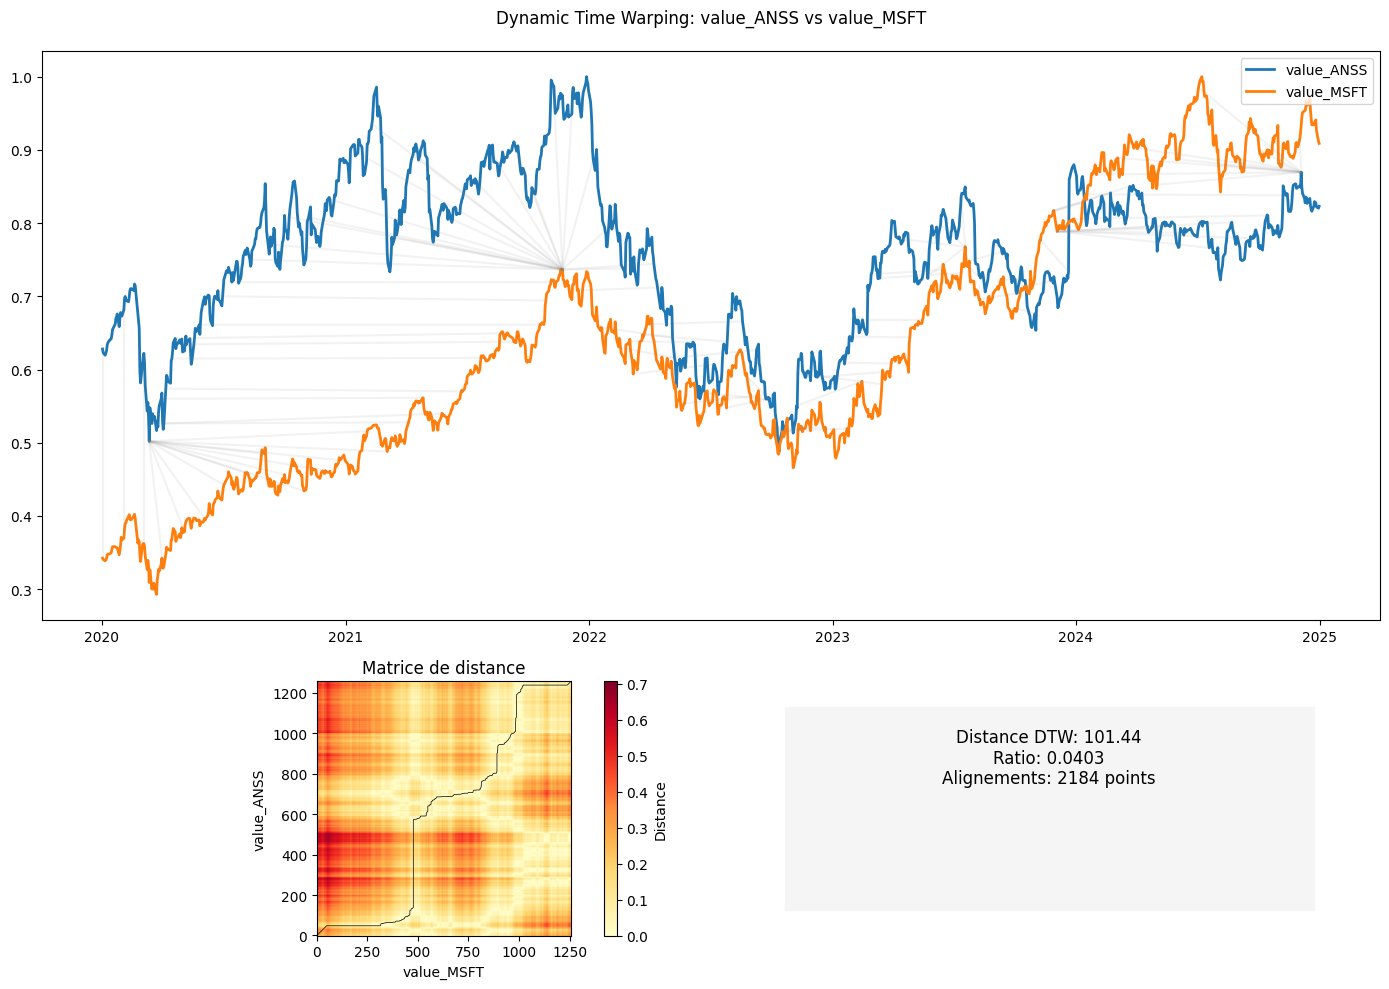 Dynamic Time Warping: value_ANSS vs value_MSFT
value_ANSS
value_MSFT
1.0
0.9
0.8
0.7
0.6
0.5
0.4
0.3
2020 2021 2022 2023 2024 2025
Matrice de distance
value_ANSS
1200
1000
800
600
400
200
0
0 250 500 750 1000 1250
value_MSFT
0.7
0.6
0.5
0.4
0.3
0.2
0.1
0.0
Distance
Distance DTW: 101.44
Ratio: 0.0403
Alignements: 2184 points